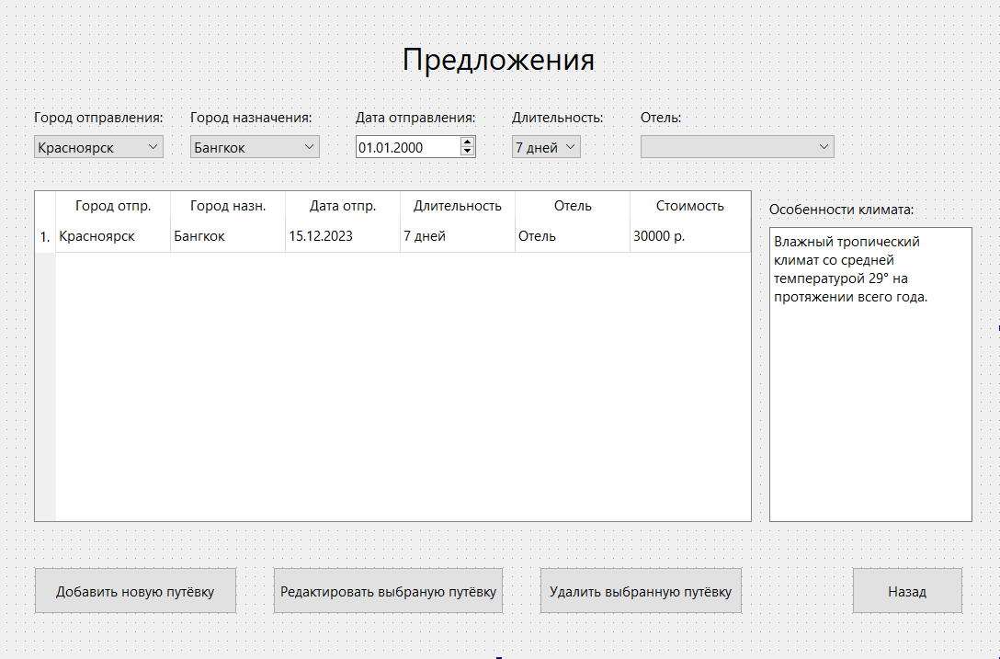 Предложения
Город отправления: Город назначения: Дата отправления: Длительность: Отель:
Красноярск Бангкок 01.01.2000 7 дней
Город отпр. Город назн. Дата отпр. Длительность Отель Стоимость
1. Красноярск Бангкок 15.12.2023 7 дней Отель 30000 р.
Особенности климата:
Влажный тропический
климат со средней
температурой 29° на
протяжении всего года.
Добавить новую путёвку Редактировать выбраную путёвку Удалить выбранную путёвку Назад